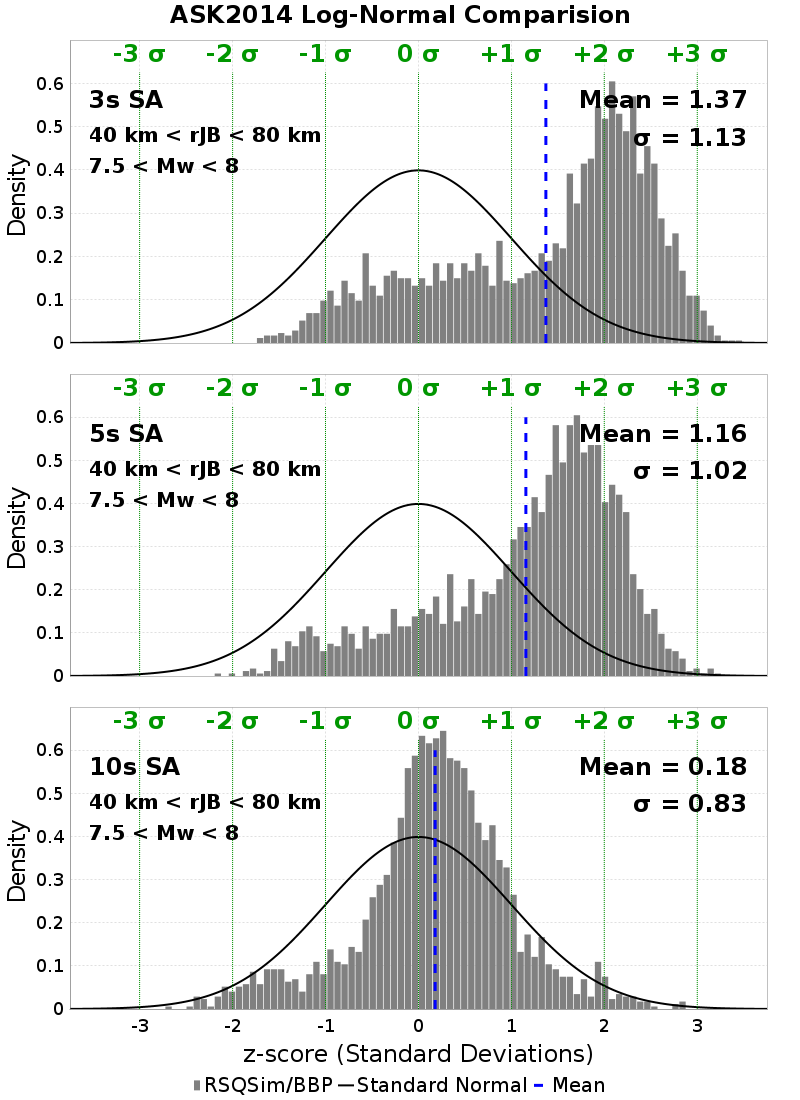 ASK2014 Log-Normal Comparision
-3 σ -2 σ -1 σ 0 σ +1 σ +2 σ +3 σ
3s SA
Mean = 1.37
40 km < rJB < 80 km
σ = 1.13
7.5 < Mw < 8
Density
0.6
0.5
0.4
0.3
0.2
0.1
0
-3 σ -2 σ -1 σ 0 σ +1 σ +2 σ +3 σ
5s SA
Mean = 1.16
40 km < rJB < 80 km
σ = 1.02
7.5 < Mw < 8
Density
0.6
0.5
0.4
0.3
0.2
0.1
0
-3 σ -2 σ -1 σ 0 σ +1 σ +2 σ +3 σ
10s SA
Mean = 0.18
40 km < rJB < 80 km
σ = 0.83
7.5 < Mw < 8
Density
0.6
0.5
0.4
0.3
0.2
0.1
0
-3 -2 -1 0 1 2 3
z-score (Standard Deviations)
RSQSim/BBP Standard Normal Mean